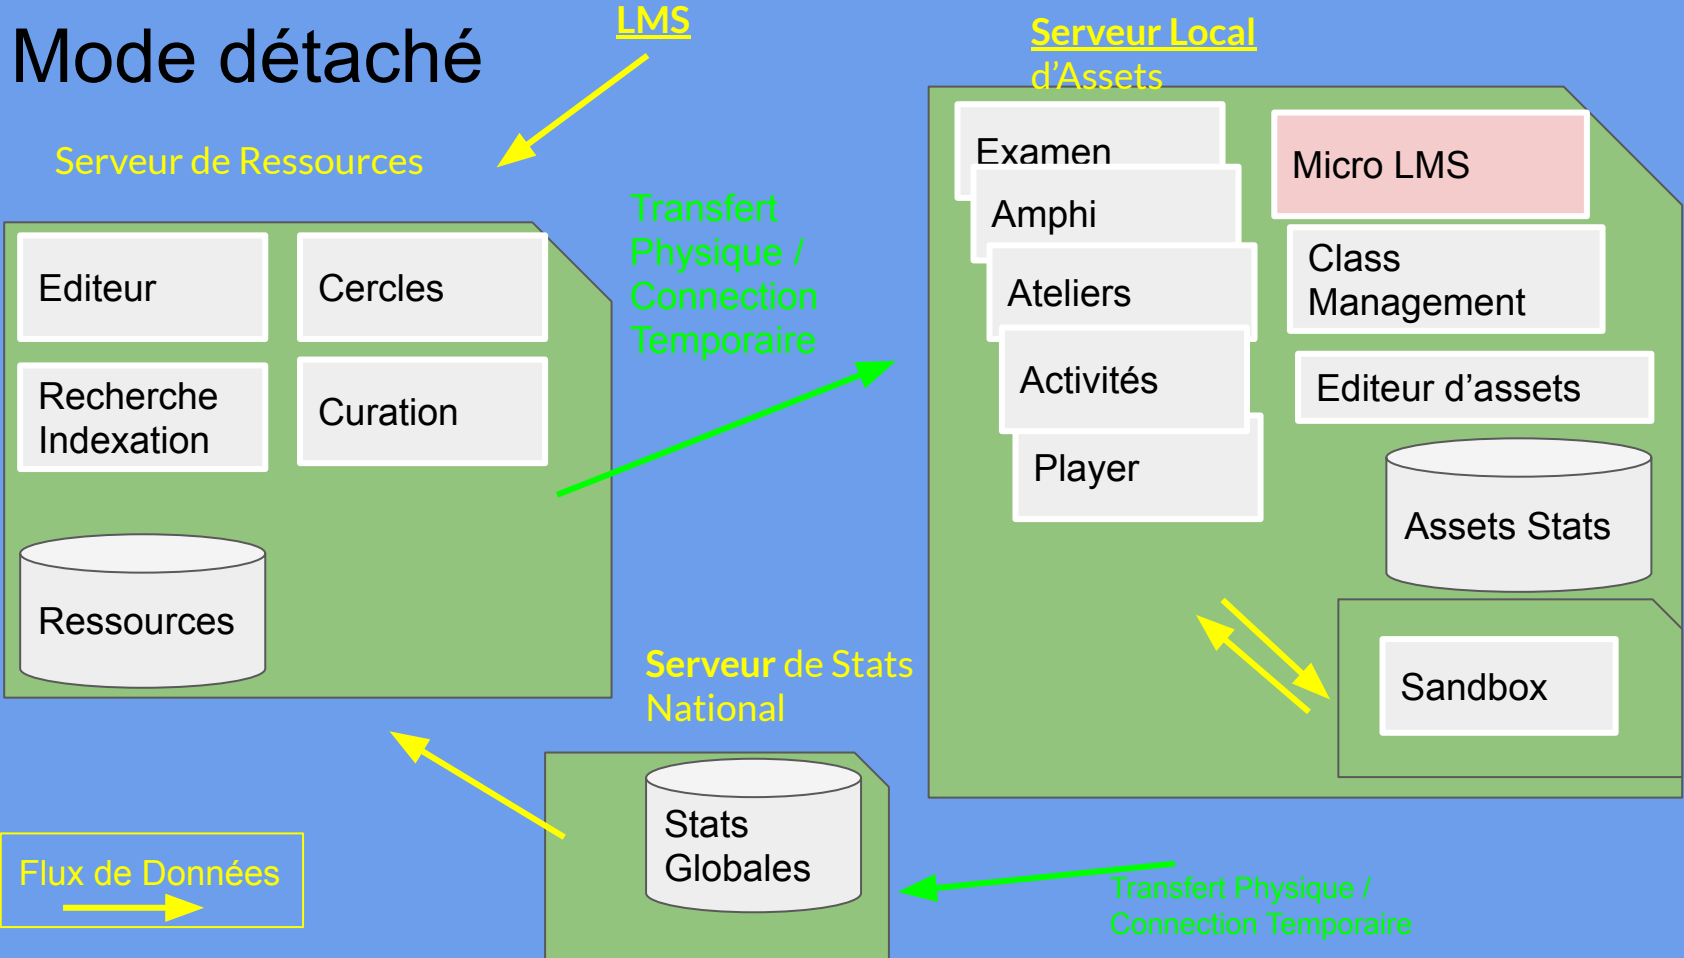 Mode détaché
LMS
Serveur Local
d'Assets
Serveur de Ressources
Editeur
Cercles
Recherche
Indexation
Curation
Ressources
Transfert
Physique /
Connection
Temporaire
Examen
Amphi
Ateliers
Activités
Player
Micro LMS
Class
Management
Editeur d'assets
Assets Stats
Sandbox
Serveur de Stats
National
Stats
Globales
Flux de Données
Transfert Physique /
Connection Temporaire